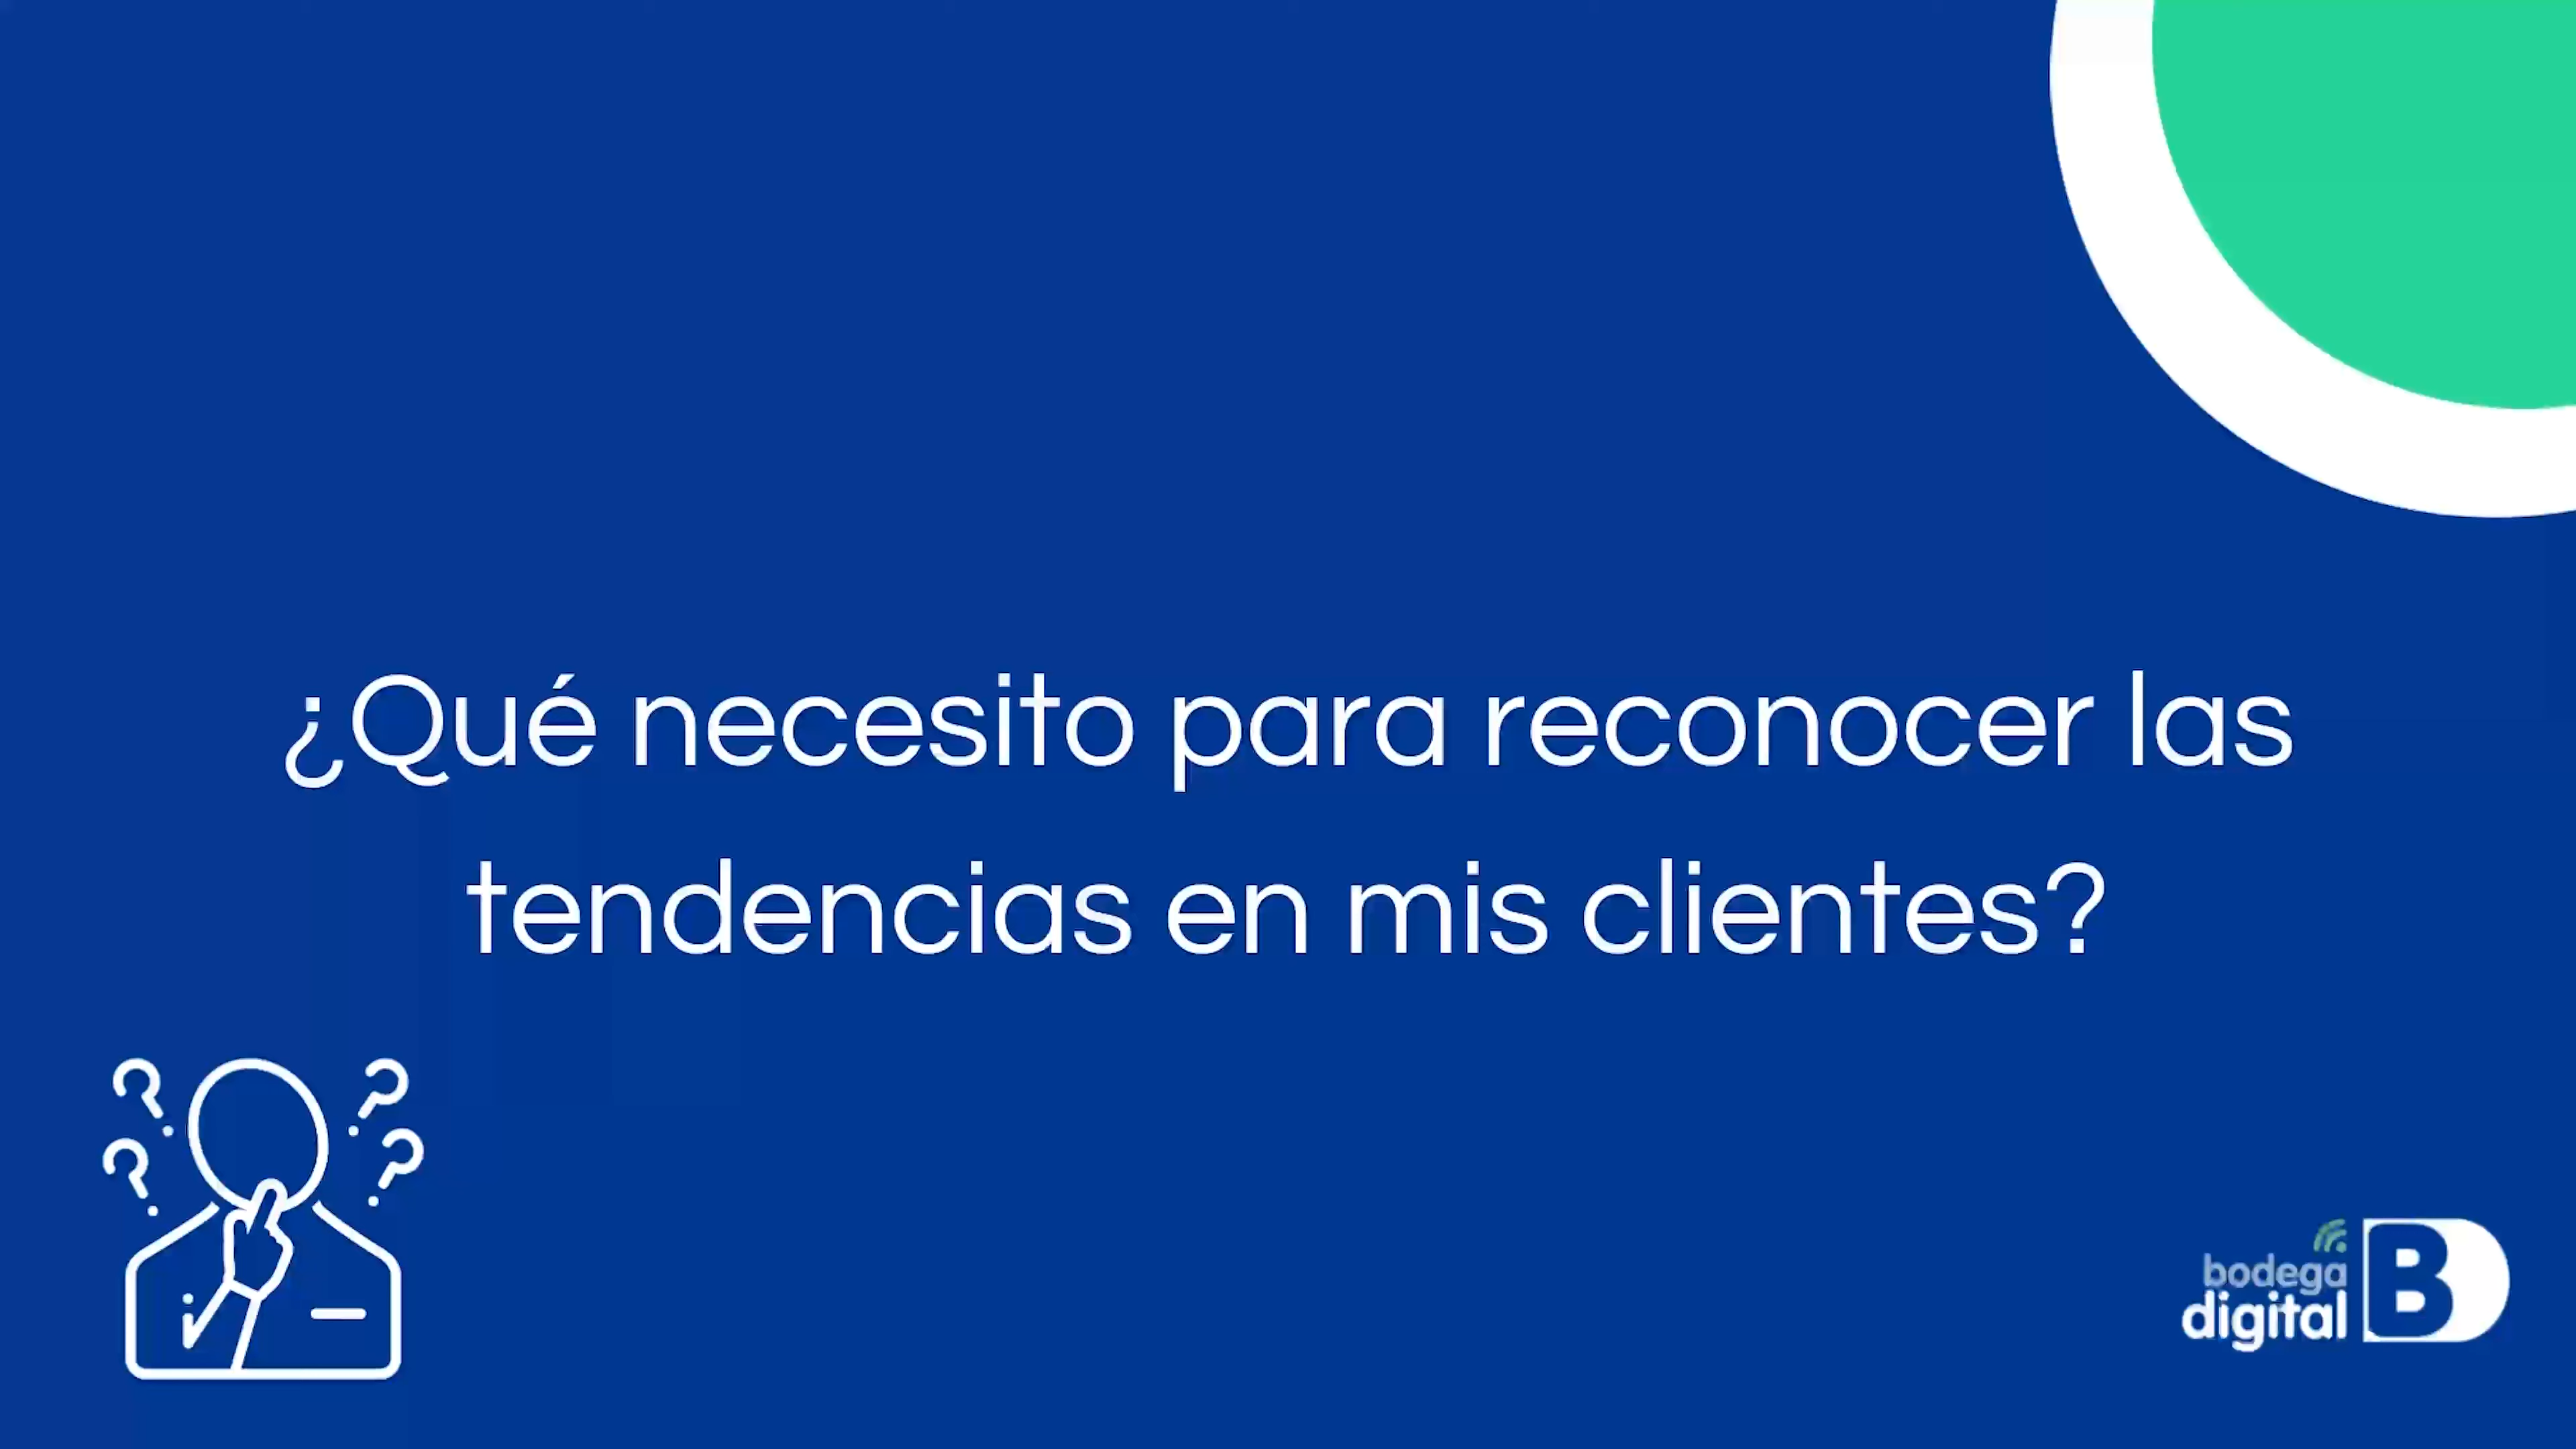 ¿Qué necesito para reconocer las
tendencias en mis clientes?
bodega
digital
B